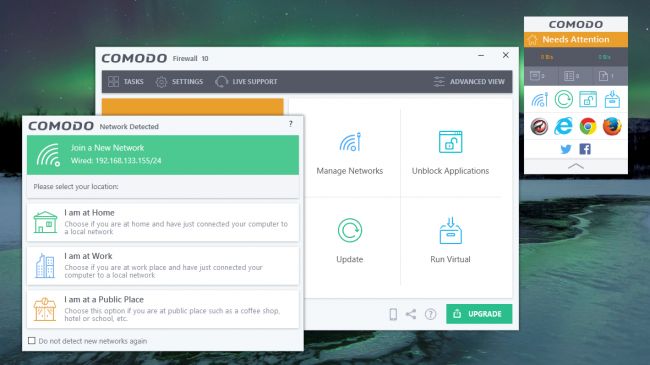 COMODO Firewall 10
TASKS SETTINGS LIVE SUPPORT ADVANCED VIEW
Manage Networks
Unblock Applications
Update
Run Virtual
UPGRADE
COMODO Network Detected ?
Join a New Network
Wired: 192.168.133.155/24
Please select your location:
I am at Home
Choose if you are at home and have just connected your computer to
a local network
I am at Work
Choose if you are at work place and have just connected your
computer to a local network
I am at a Public Place
Choose this option if you are at public place such as a coffee shop,
hotel or school, etc.
Do not detect new networks again
COMODO
Needs Attention
0 B/s 0 B/s
0 0 1